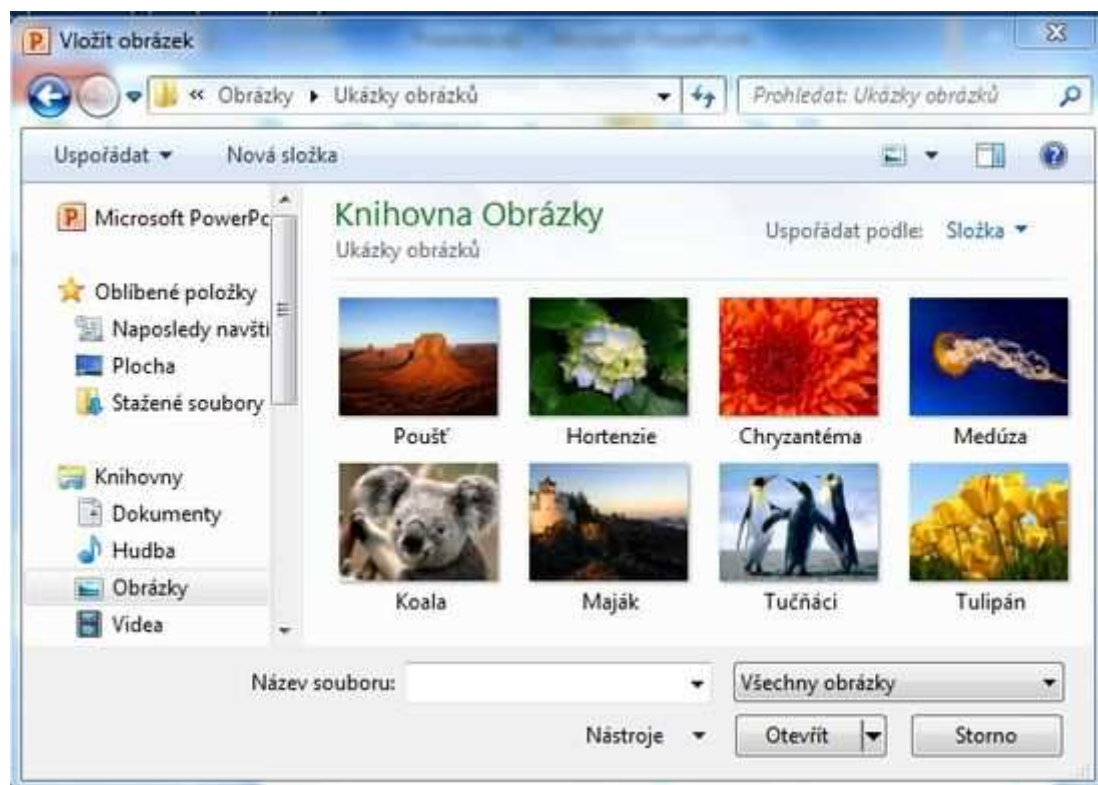 Vložit obrázek
« Obrázky ▸ Ukázky obrázků
Prohledat: Ukázky obrázků
Uspořádat
Nová složka
Microsoft PowerPo
Oblíbené položky
Naposledy navšti
Plocha
Stažené soubory
Knihovny
Dokumenty
Hudba
Obrázky
Videa
Knihovna Obrázky
Ukázky obrázků
Uspořádat podle: Složka
Poušť Hortenzie Chryzantéma Medúza
Koala Maják Tučňáci Tulipán
Název souboru:
Všechny obrázky
Nástroje
Otevřít
Storno